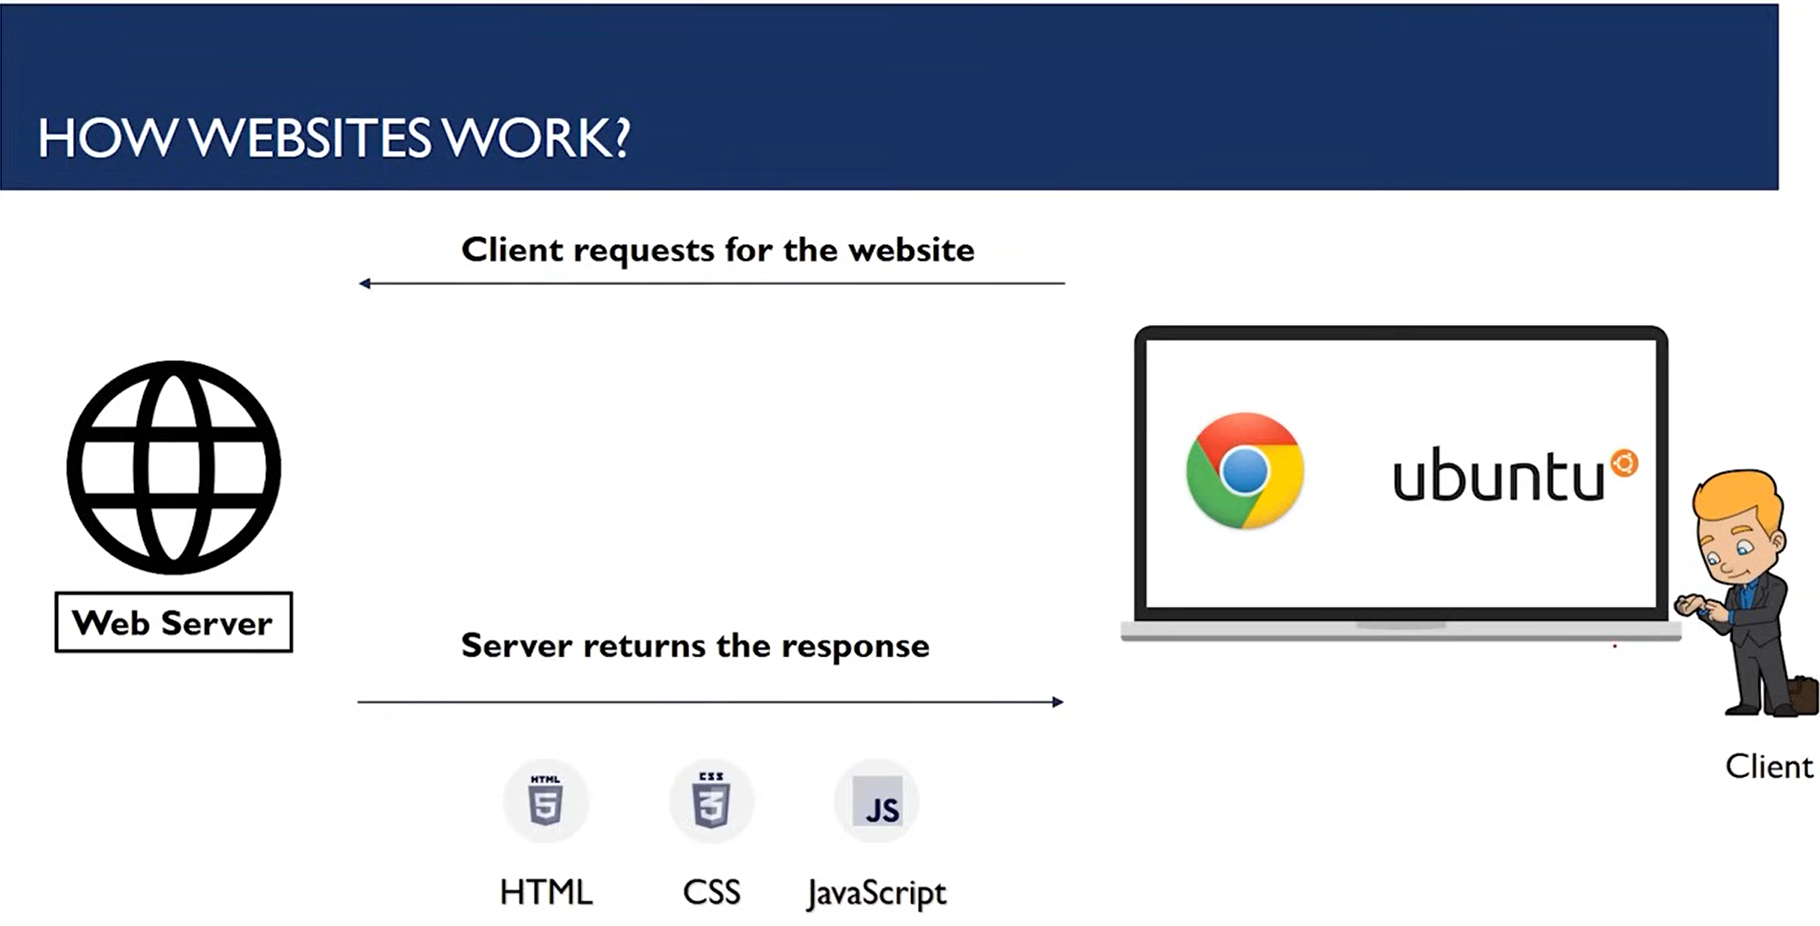 HOW WEBSITES WORK?
Client requests for the website
ubuntu
Web Server
Server returns the response
Client
HTML
5
CSS
3
JS
HTML
CSS
JavaScript